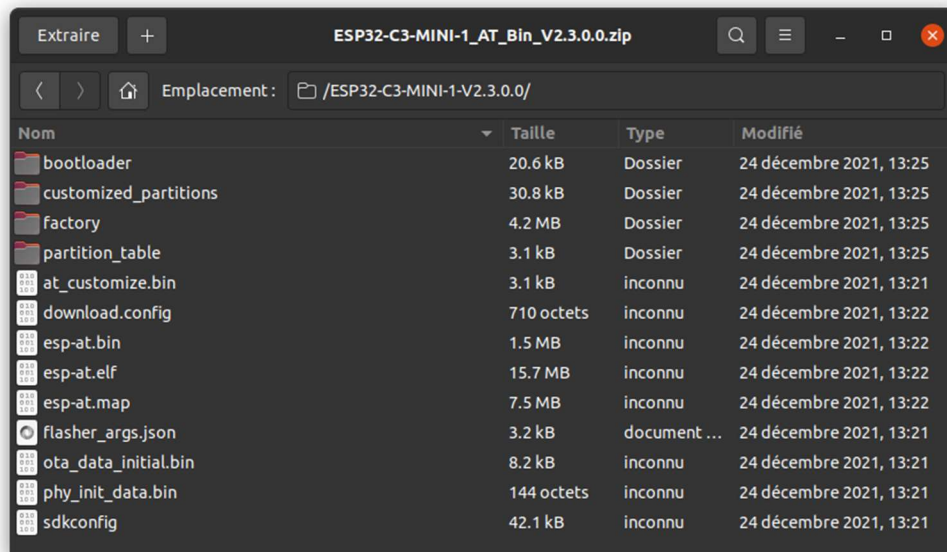 Extraire + ESP32-C3-MINI-1_AT_Bin_V2.3.0.0.zip
Emplacement : /ESP32-C3-MINI-1-V2.3.0.0/
Nom Taille Type Modifié
bootloader 20.6 kB Dossier 24 décembre 2021, 13:25
customized_partitions 30.8 kB Dossier 24 décembre 2021, 13:25
factory 4.2 MB Dossier 24 décembre 2021, 13:25
partition_table 3.1 kB Dossier 24 décembre 2021, 13:25
at_customize.bin 3.1 kB inconnu 24 décembre 2021, 13:21
download.config 710 octets inconnu 24 décembre 2021, 13:22
esp-at.bin 1.5 MB inconnu 24 décembre 2021, 13:22
esp-at.elf 15.7 MB inconnu 24 décembre 2021, 13:22
esp-at.map 7.5 MB inconnu 24 décembre 2021, 13:22
flasher_args.json 3.2 kB document ... 24 décembre 2021, 13:21
ota_data_initial.bin 8.2 kB inconnu 24 décembre 2021, 13:21
phy_init_data.bin 144 octets inconnu 24 décembre 2021, 13:21
sdkconfig 42.1 kB inconnu 24 décembre 2021, 13:21